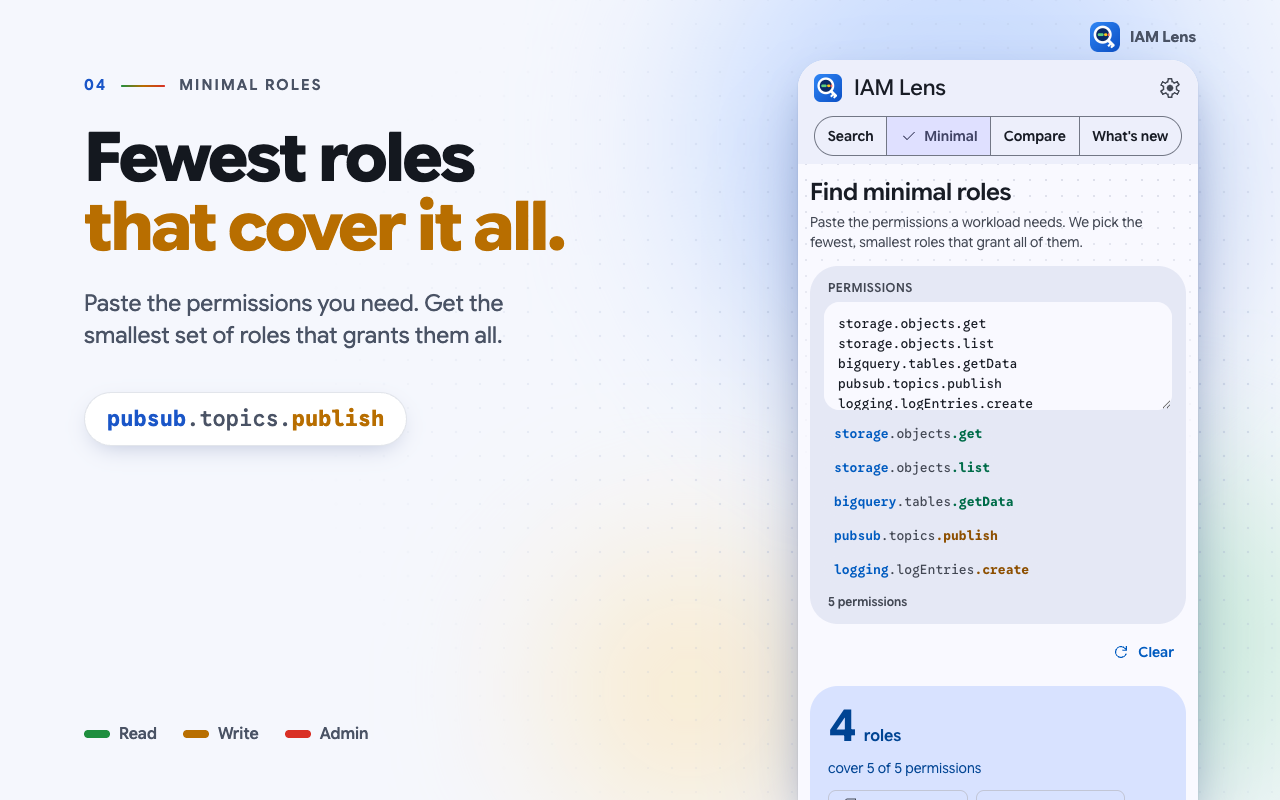 IAM Lens
04 MINIMAL ROLES
Fewest roles
that cover it all.
Paste the permissions you need. Get the
smallest set of roles that grants them all.
pubsub.topics.publish
Read Write Admin
IAM Lens
Search Minimal Compare What's new
Find minimal roles
Paste the permissions a workload needs. We pick the
fewest, smallest roles that grant all of them.
PERMISSIONS
storage.objects.get
storage.objects.list
bigquery.tables.getData
pubsub.topics.publish
logging.logEntries.create
storage.objects.get
storage.objects.list
bigquery.tables.getData
pubsub.topics.publish
logging.logEntries.create
5 permissions
Clear
4 roles
cover 5 of 5 permissions